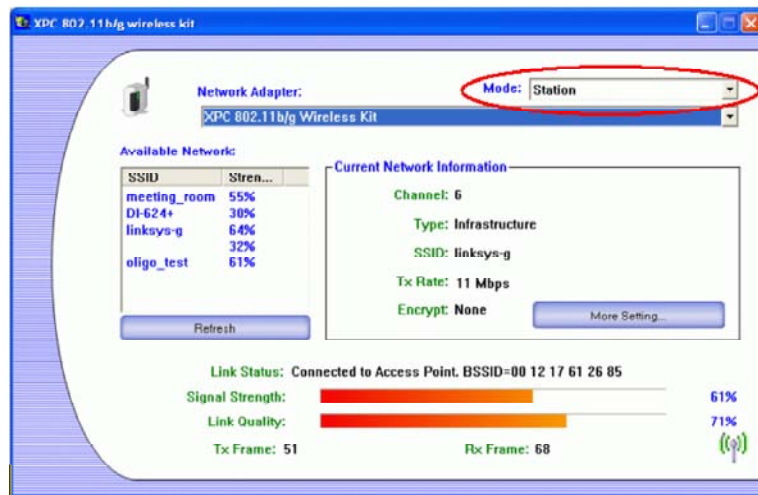 XPC 802.11b/g wireless kit
Mode: Station
Network Adapter:
XPC 802.11b/g Wireless Kit
Available Network:
SSID Stren...
meeting_room 55%
DI-624+ 30%
linksys-g 64%
32%
oligo_test 61%
Refresh
Current Network Information
Channel: 6
Type: Infrastructure
SSID: linksys-g
Tx Rate: 11 Mbps
Encrypt: None
More Setting...
Link Status: Connected to Access Point. BSSID=00 12 17 61 26 85
Signal Strength: 61%
Link Quality: 71%
Tx Frame: 51 Rx Frame: 68